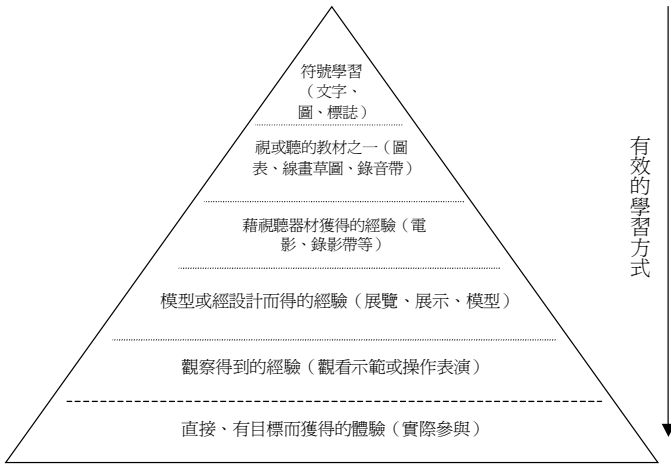 符號學習
（文字、
圖、標誌）
視或聽的教材之一（圖
表、線畫草圖、錄音帶）
藉視聽器材獲得的經驗（電
影、錄影帶等）
模型或經設計而得的經驗（展覽、展示、模型）
觀察得到的經驗（觀看示範或操作表演）
直接、有目標而獲得的體驗（實際參與）
有效的學習方式